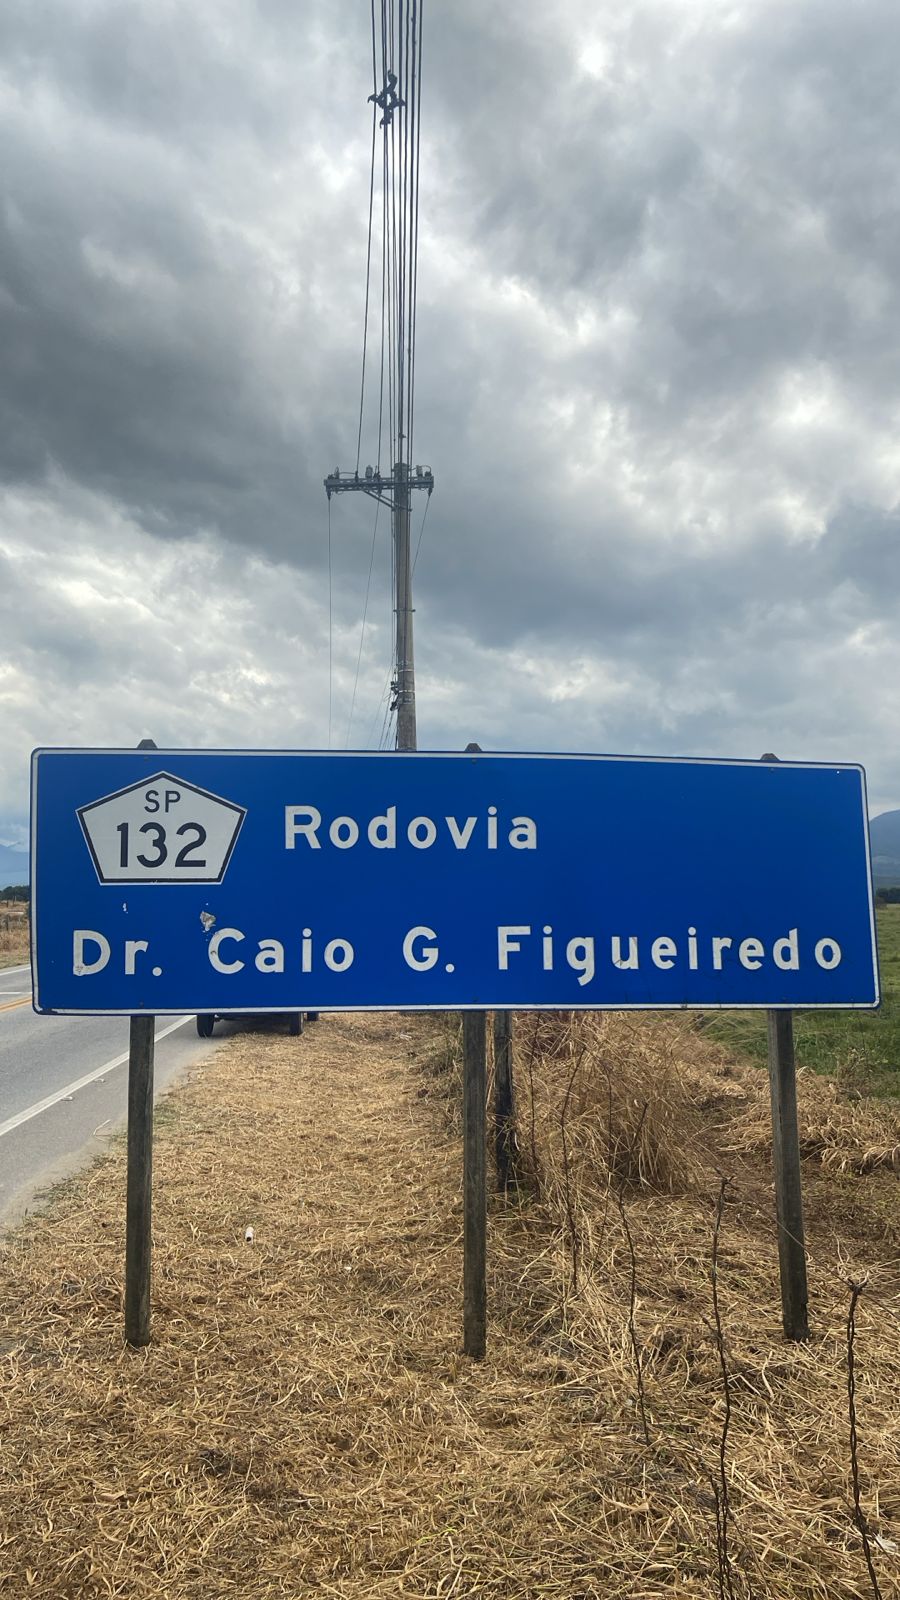 SP
132
Rodovia
Dr. Caio G. Figueiredo